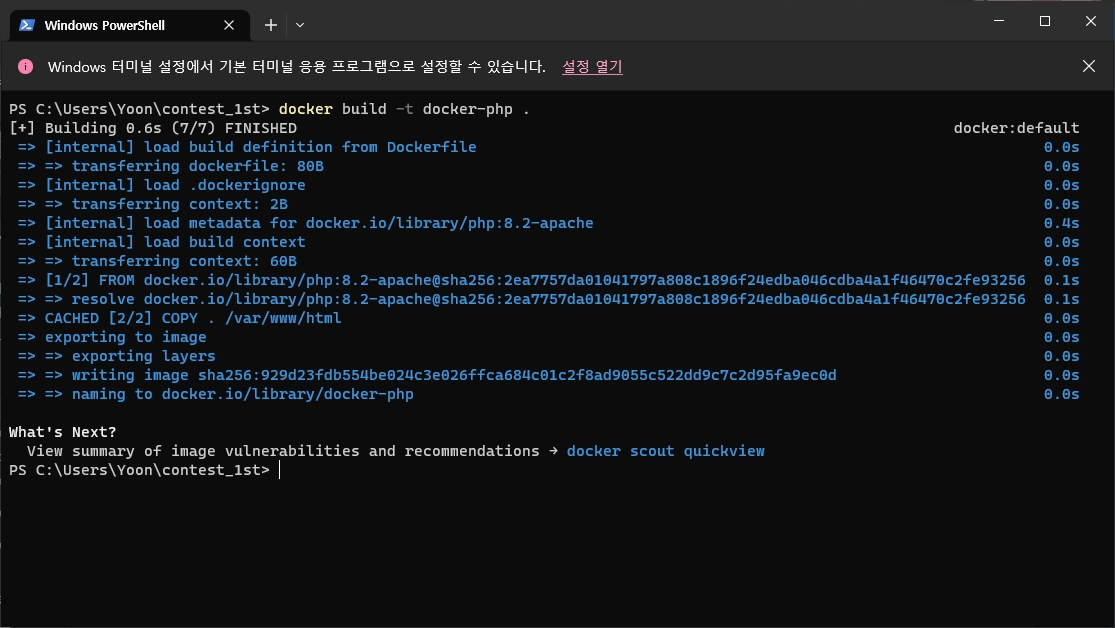 Windows PowerShell
Windows 터미널 설정에서 기본 터미널 응용 프로그램으로 설정할 수 있습니다. 설정 열기
PS C:\Users\Yoon\contest_1st> docker build -t docker-php .
[+] Building 0.6s (7/7) FINISHED docker:default
=> [internal] load build definition from Dockerfile 0.0s
=> => transferring dockerfile: 80B 0.0s
=> [internal] load .dockerignore 0.0s
=> => transferring context: 2B 0.0s
=> [internal] load metadata for docker.io/library/php:8.2-apache 0.4s
=> [internal] load build context 0.0s
=> => transferring context: 60B 0.0s
=> [1/2] FROM docker.io/library/php:8.2-apache@sha256:2ea7757da01041797a808c1896f24edba046cdba4a1f46470c2fe93256 0.1s
=> => resolve docker.io/library/php:8.2-apache@sha256:2ea7757da01041797a808c1896f24edba046cdba4a1f46470c2fe93256 0.1s
=> CACHED [2/2] COPY . /var/www/html 0.0s
=> exporting to image 0.0s
=> => exporting layers 0.0s
=> => writing image sha256:929d23fdb554be024c3e026ffca684c01c2f8ad9055c522dd9c7c2d95fa9ec0d 0.0s
=> => naming to docker.io/library/docker-php 0.0s
What's Next?
View summary of image vulnerabilities and recommendations → docker scout quickview
PS C:\Users\Yoon\contest_1st>